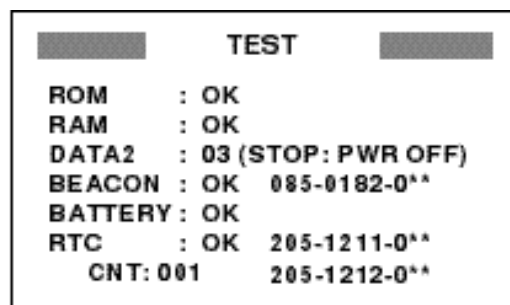 TEST
ROM : OK
RAM : OK
DATA2 : 03 (STOP: PWR OFF)
BEACON : OK 085-0182-0**
BATTERY : OK
RTC : OK 205-1211-0**
CNT: 001 205-1212-0**